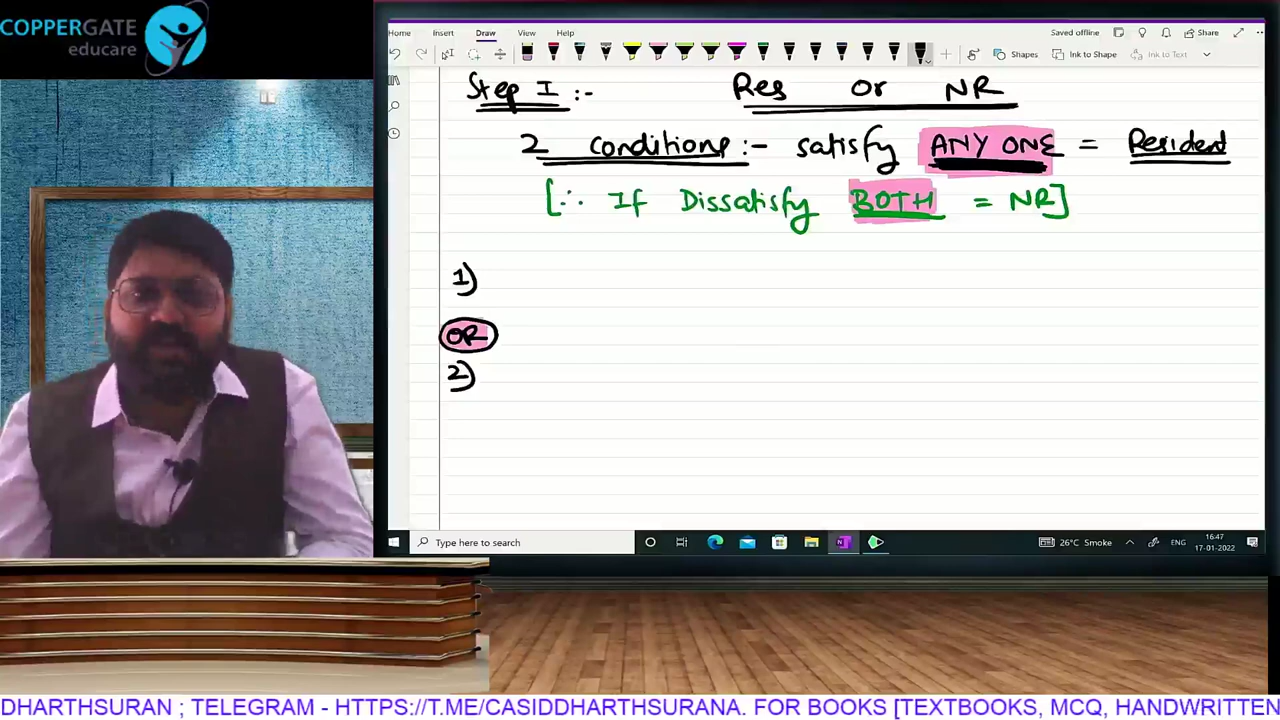 COPPERGATE
educare
Home Insert Draw View Help
Saved offline Share
Shapes Ink to Shape Ink to Text
Step I :- Res Or NR
2 conditions :- satisfy ANY ONE = Resident
[∴ If Dissatisfy BOTH = NR]
1)
OR
2)
Type here to search
26°C Smoke ENG 16:47
17-01-2022
DHARTHSURAN ; TELEGRAM - HTTPS://T.ME/CASIDDHARTHSURANA. FOR BOOKS [TEXTBOOKS, MCQ, HANDWRITTEN